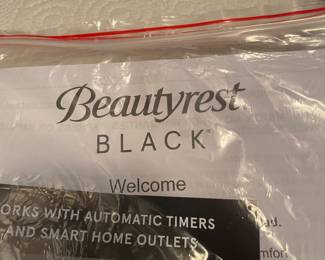 Beautyrest
BLACK®
Welcome
ORKS WITH AUTOMATIC TIMERS
AND SMART HOME OUTLETS